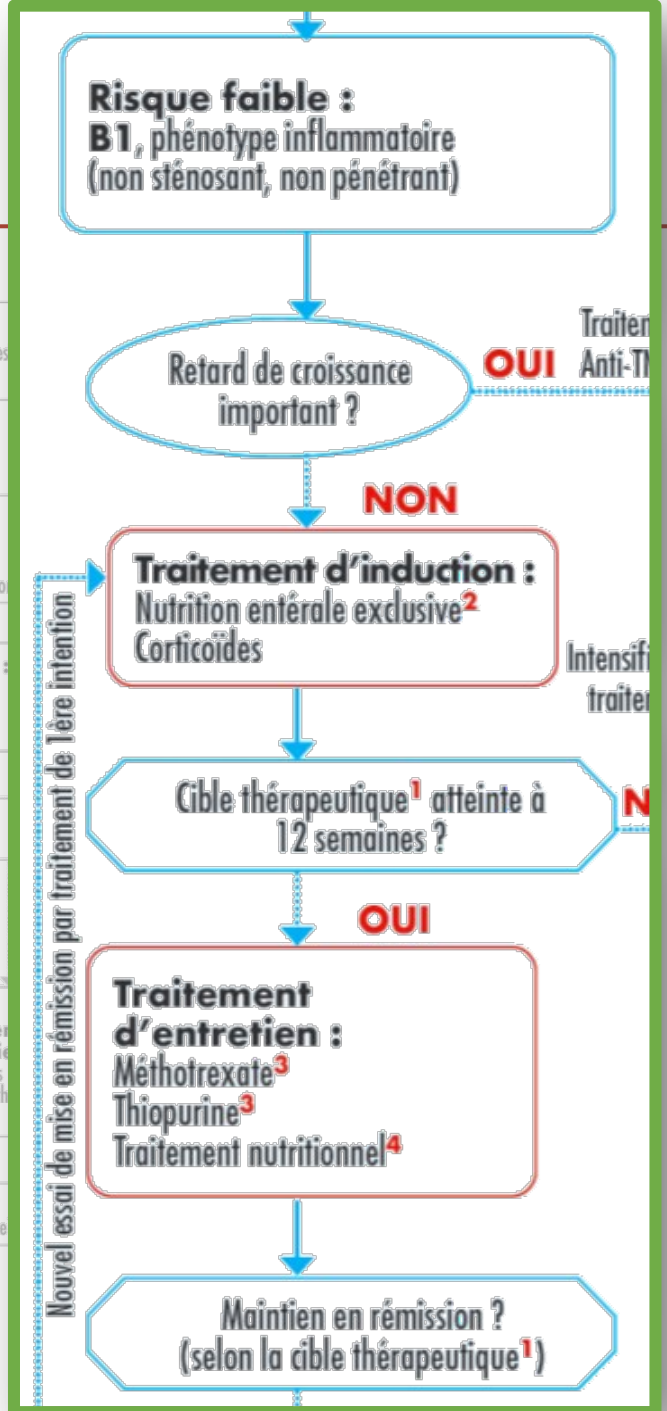 Risque faible :
B1, phénotype inflammatoire
(non sténosant, non pénétrant)
Retard de croissance
important ?
OUI
NON
Traitement d'induction :
Nutrition entérale exclusive²
Corticoïdes
Cible thérapeutique¹ atteinte à
12 semaines ?
OUI
Traitement
d'entretien :
Méthotrexate³
Thiopurine³
Traitement nutritionnel⁴
Maintien en rémission ?
(selon la cible thérapeutique¹)
Nouvel essai de mise en rémission par traitement de 1ère intention